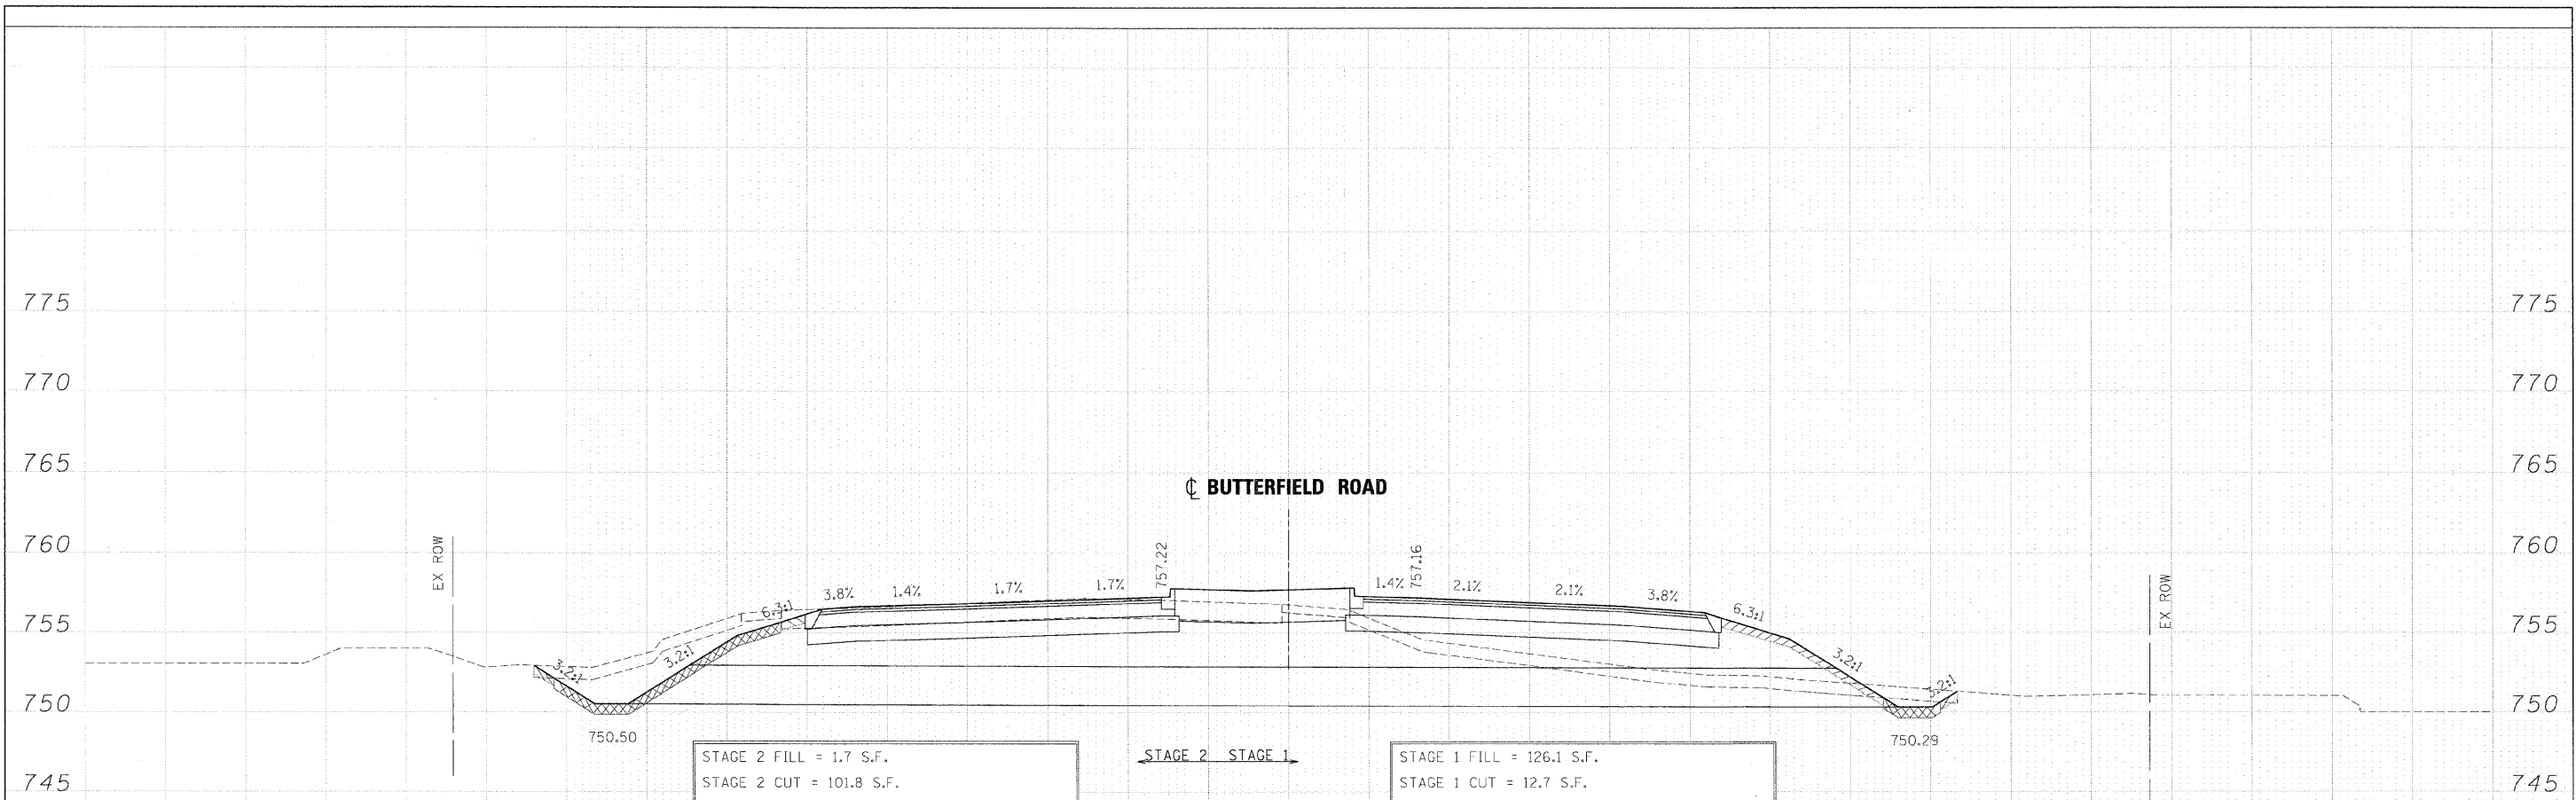 775 775
770 770
765 765
℄ BUTTERFIELD ROAD
760 760
EX ROW 757.22 757.16 EX ROW
3.2:1 3.2:1 6.3:1 3.8% 1.4% 1.7% 1.7% 1.4% 2.1% 2.1% 3.8% 6.3:1 3.2:1 3.2:1
755 755
750 750
750.50 750.29
STAGE 2 FILL = 1.7 S.F.
STAGE 2 CUT = 101.8 S.F.
STAGE 2 STAGE 1
STAGE 1 FILL = 126.1 S.F.
STAGE 1 CUT = 12.7 S.F.
745 745